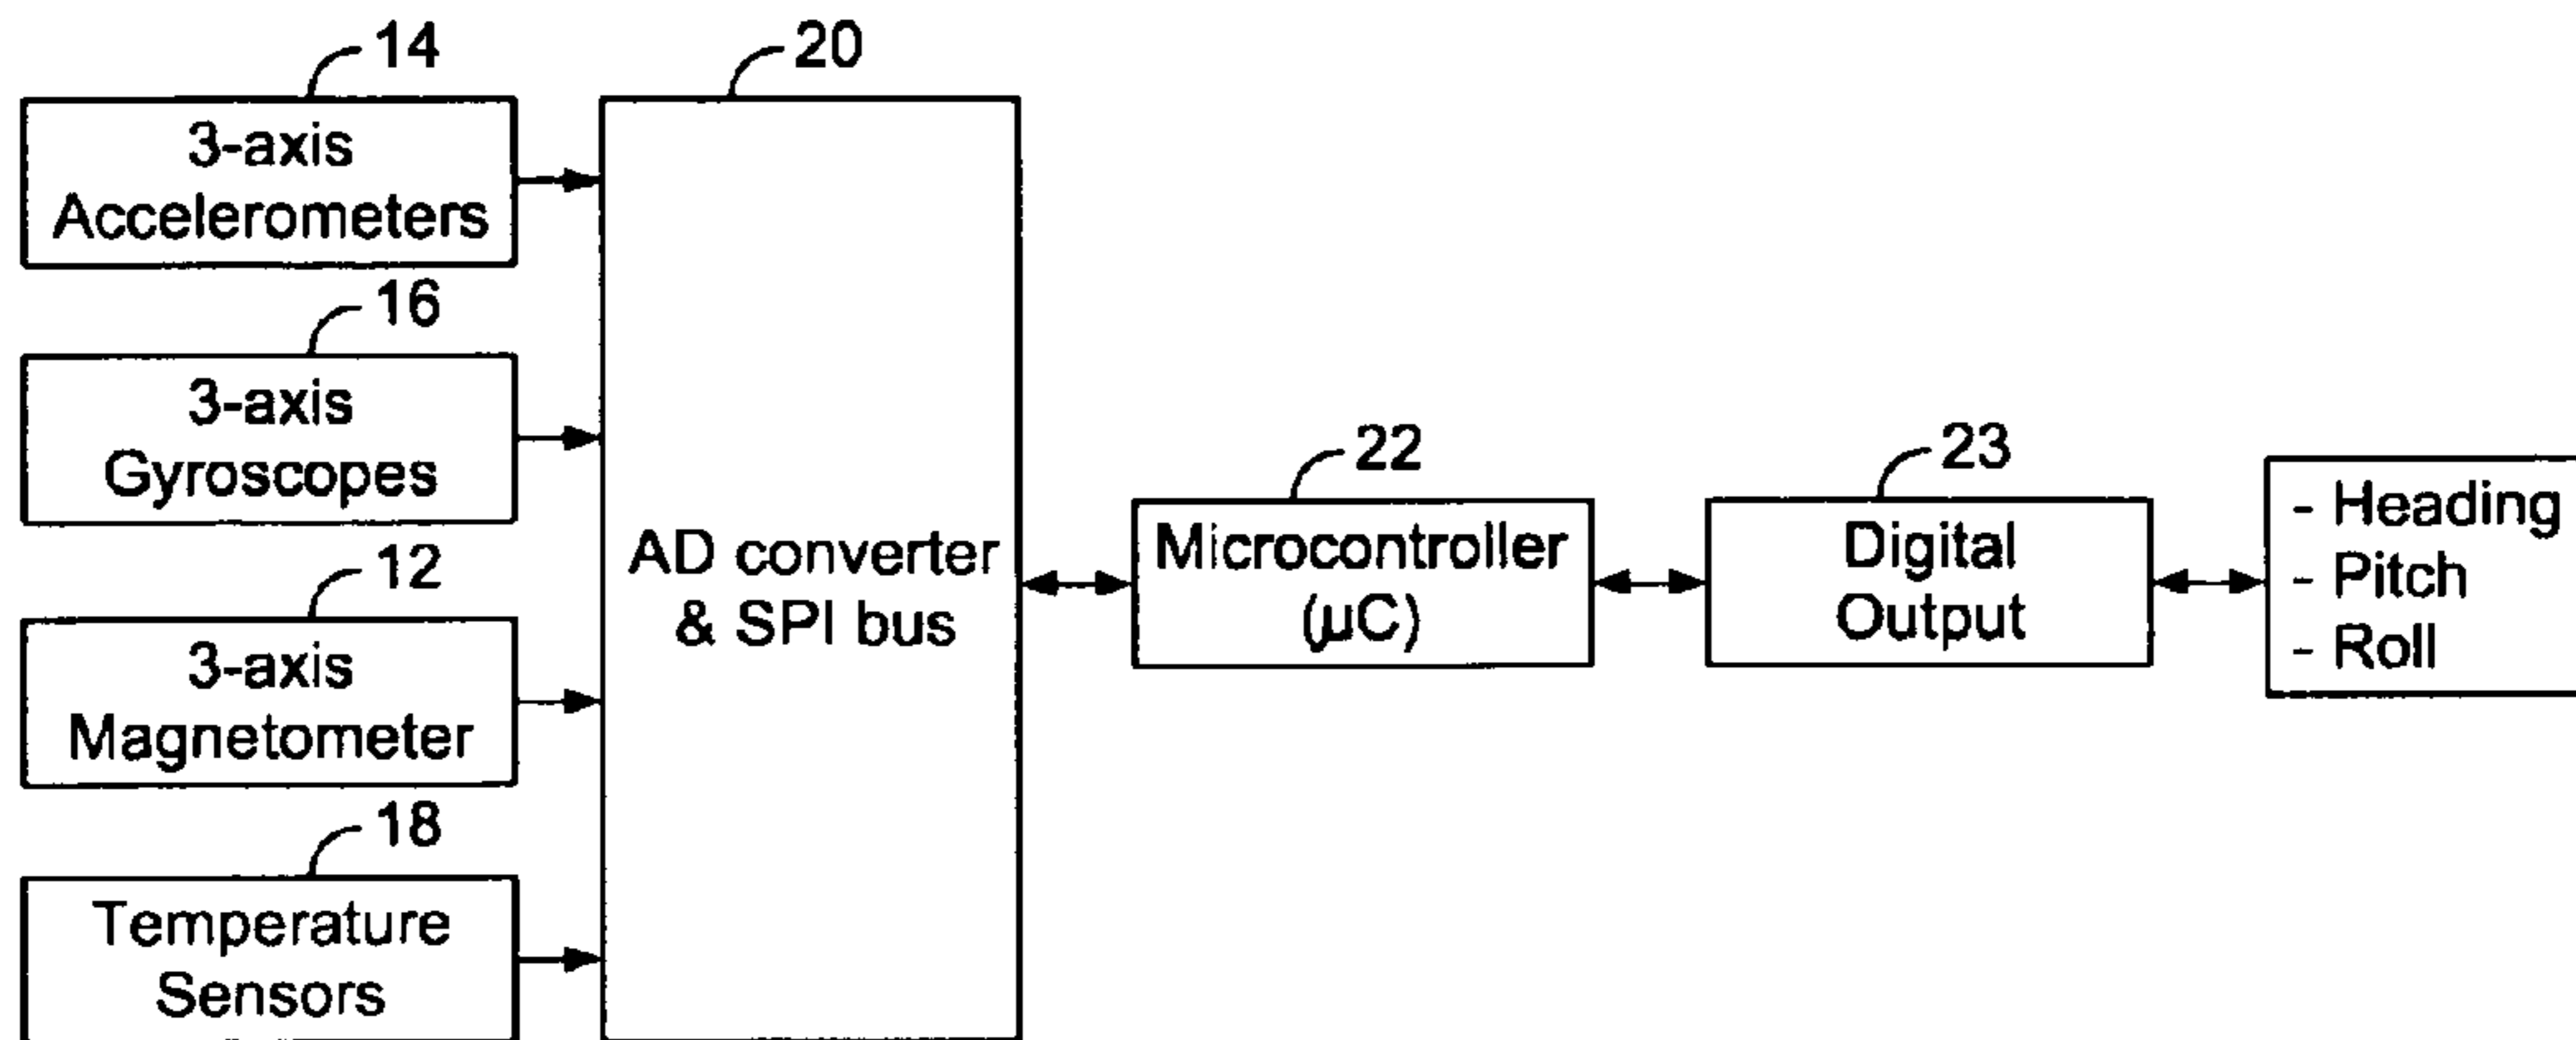 14
3-axis
Accelerometers
16
3-axis
Gyroscopes
12
3-axis
Magnetometer
18
Temperature
Sensors
20
AD converter
& SPI bus
22
Microcontroller
(µC)
23
Digital
Output
- Heading
- Pitch
- Roll